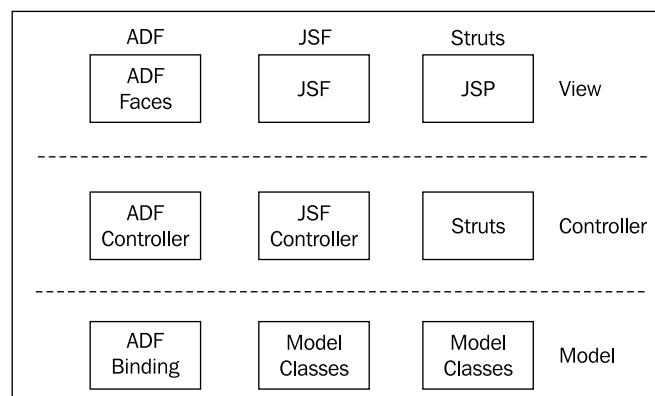 ADF JSF Struts
ADF
Faces
JSF
JSP
View
ADF
Controller
JSF
Controller
Struts
Controller
ADF
Binding
Model
Classes
Model
Classes
Model